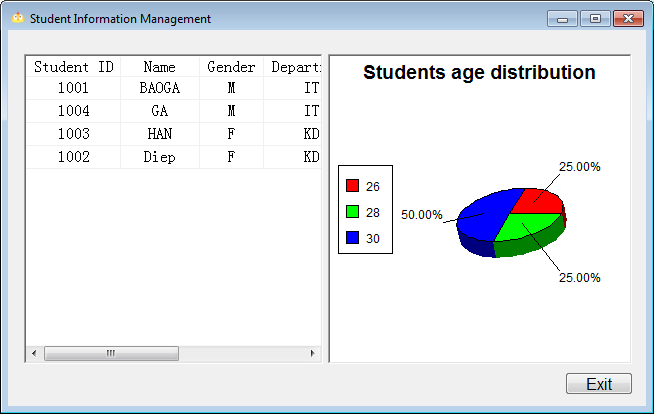 Student Information Management
Student ID Name Gender Departm
1001 BAOGA M IT
1004 GA M IT
1003 HAN F KD
1002 Diep F KD
Students age distribution
26
28
30
25.00%
50.00%
25.00%
Exit